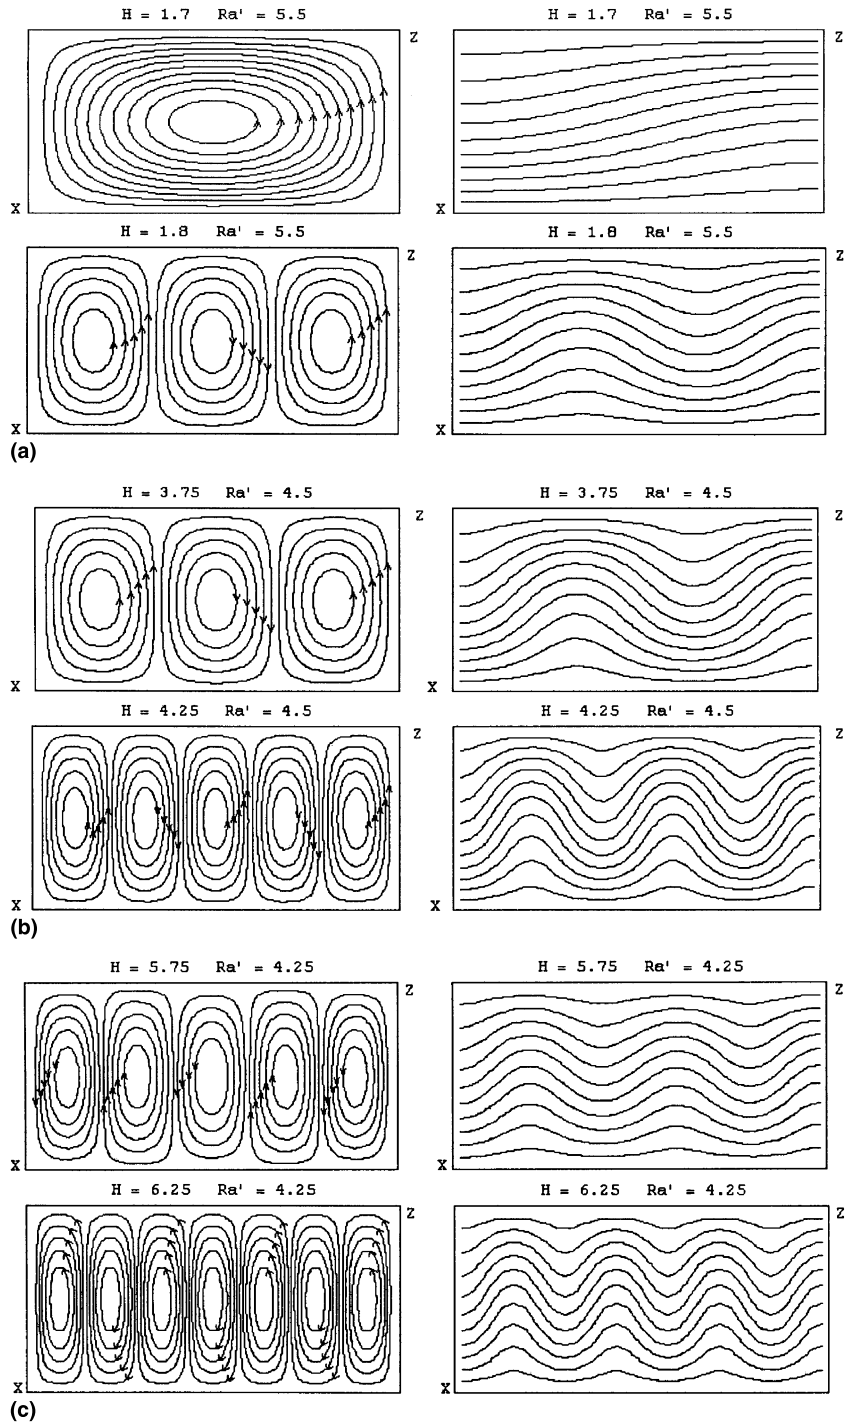 H = 1.7 Ra' = 5.5
H = 1.7 Ra' = 5.5
Z
Z
X
H = 1.8 Ra' = 5.5
H = 1.8 Ra' = 5.5
Z
Z
X
X
(a)
H = 3.75 Ra' = 4.5
H = 3.75 Ra' = 4.5
Z
Z
X
X
H = 4.25 Ra' = 4.5
H = 4.25 Ra' = 4.5
Z
Z
X
X
(b)
H = 5.75 Ra' = 4.25
H = 5.75 Ra' = 4.25
Z
Z
X
X
H = 6.25 Ra' = 4.25
H = 6.25 Ra' = 4.25
Z
Z
X
X
(c)